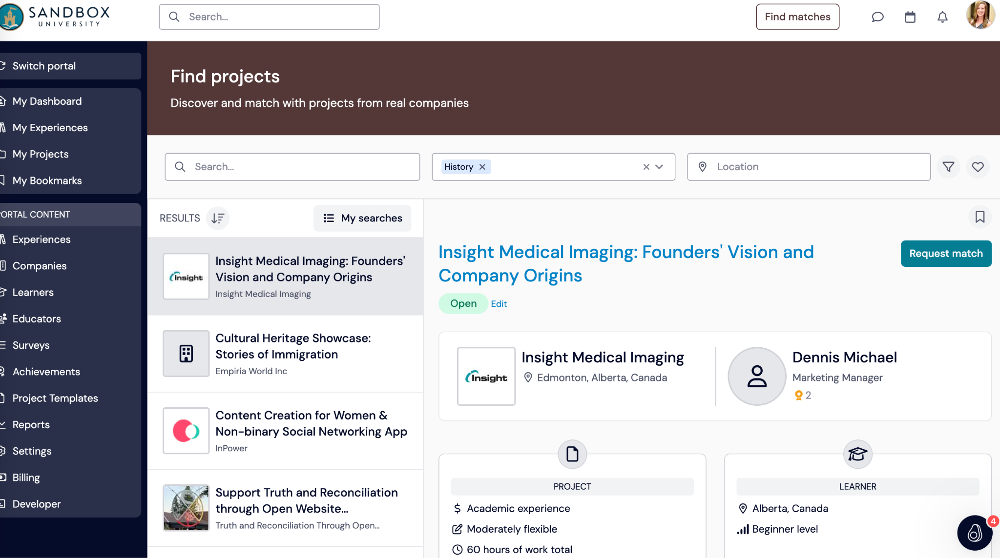 SANDBOX
UNIVERSITY
Search...
Find matches
Switch portal
My Dashboard
My Experiences
My Projects
My Bookmarks
PORTAL CONTENT
Experiences
Companies
Learners
Educators
Surveys
Achievements
Project Templates
Reports
Settings
Billing
Developer
Find projects
Discover and match with projects from real companies
Search...
History
Location
RESULTS
My searches
Insight
Insight Medical Imaging: Founders'
Vision and Company Origins
Insight Medical Imaging
Cultural Heritage Showcase:
Stories of Immigration
Empiria World Inc
Content Creation for Women &
Non-binary Social Networking App
InPower
Support Truth and Reconciliation
through Open Website...
Truth and Reconciliation Through Open...
Insight Medical Imaging: Founders' Vision and
Company Origins
Request match
Open Edit
Insight
Insight Medical Imaging
Edmonton, Alberta, Canada
Dennis Michael
Marketing Manager
2
PROJECT
$ Academic experience
Moderately flexible
60 hours of work total
LEARNER
Alberta, Canada
Beginner level
4